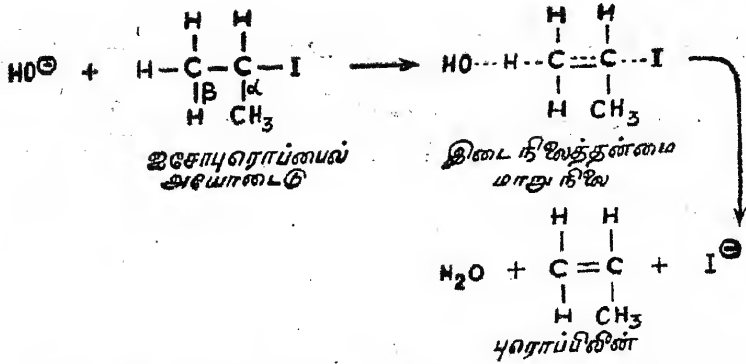 H H H H
HO⊖ + H-C-C-I ⟶ HO---H---C═C---I
β α
H CH₃ H CH₃
ஐசோபுரொப்பைல்
அயோடைடு
இடை நிலைத்தன்மை
மாறு நிலை
H H
H₂O + C=C + I⊖
H CH₃
புரொப்பிலீன்